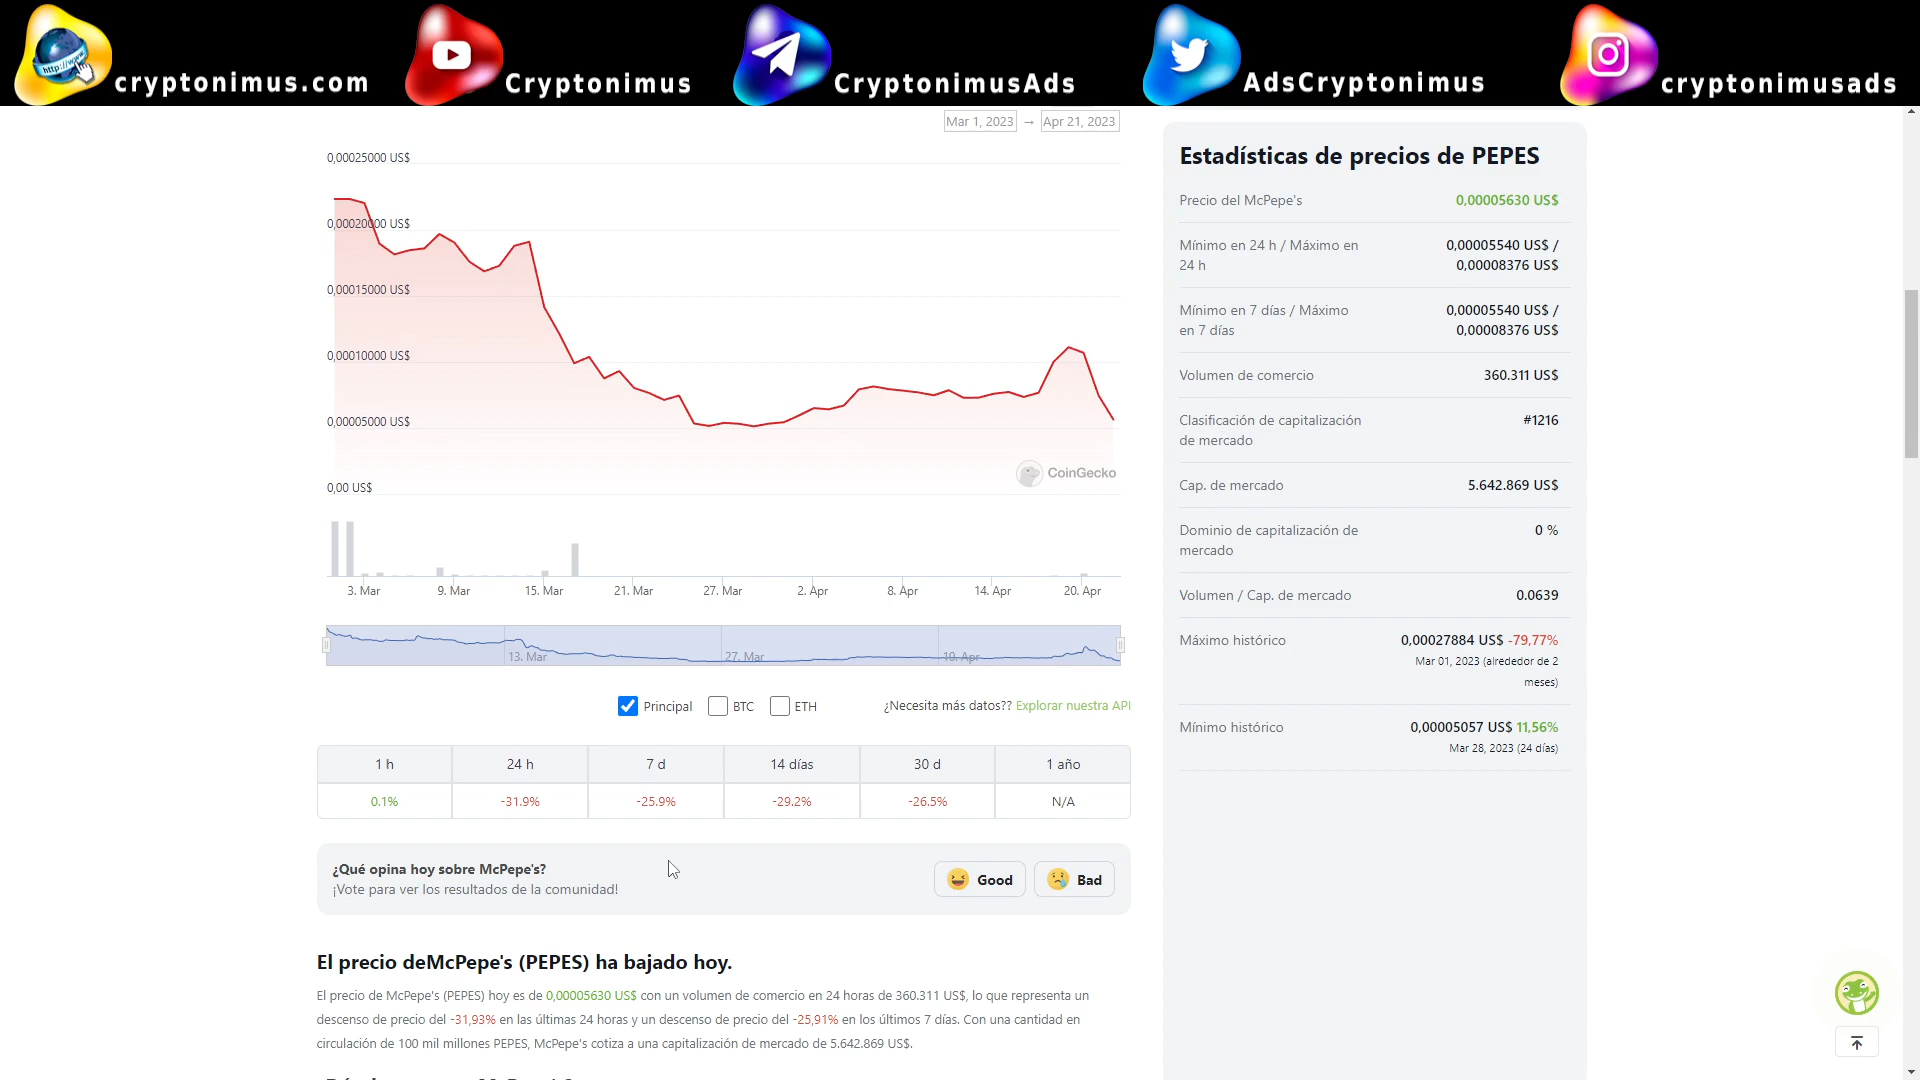 http://www
cryptonimus.com
Cryptonimus
CryptonimusAds
AdsCryptonimus
cryptonimusads
Mar 1, 2023 → Apr 21, 2023
0,00025000 US$
0,00020000 US$
0,00015000 US$
0,00010000 US$
0,00005000 US$
0,00 US$
CoinGecko
3. Mar 9. Mar 15. Mar 21. Mar 27. Mar 2. Apr 8. Apr 14. Apr 20. Apr
13. Mar 27. Mar 10. Apr
Principal BTC ETH ¿Necesita más datos?? Explorar nuestra API
1 h 24 h 7 d 14 días 30 d 1 año
0.1% -31.9% -25.9% -29.2% -26.5% N/A
¿Qué opina hoy sobre McPepe's?
¡Vote para ver los resultados de la comunidad!
Good Bad
El precio deMcPepe's (PEPES) ha bajado hoy.
El precio de McPepe's (PEPES) hoy es de 0,00005630 US$ con un volumen de comercio en 24 horas de 360.311 US$, lo que representa un
descenso de precio del -31,93% en las últimas 24 horas y un descenso de precio del -25,91% en los últimos 7 días. Con una cantidad en
circulación de 100 mil millones PEPES, McPepe's cotiza a una capitalización de mercado de 5.642.869 US$.
Estadísticas de precios de PEPES
Precio del McPepe's 0,00005630 US$
Mínimo en 24 h / Máximo en 0,00005540 US$ /
24 h 0,00008376 US$
Mínimo en 7 días / Máximo 0,00005540 US$ /
en 7 días 0,00008376 US$
Volumen de comercio 360.311 US$
Clasificación de capitalización #1216
de mercado
Cap. de mercado 5.642.869 US$
Dominio de capitalización de 0 %
mercado
Volumen / Cap. de mercado 0.0639
Máximo histórico 0,00027884 US$ -79,77%
Mar 01, 2023 (alrededor de 2
meses)
Mínimo histórico 0,00005057 US$ 11,56%
Mar 28, 2023 (24 días)